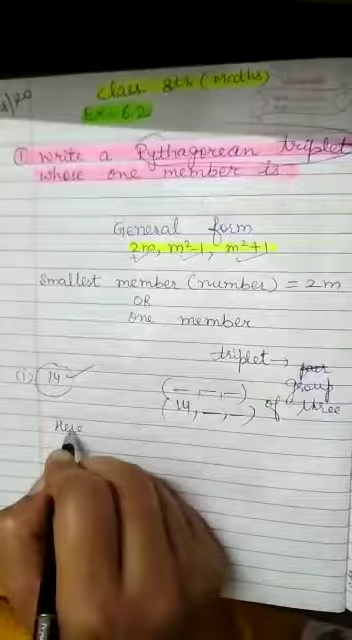 Class 8th (Maths)
Ex - 6.2
① Write a Pythagorean triplet
whose one member is
General form
2m, m²-1, m²+1
Smallest member (number) = 2m
OR
one member
triplet → group
(i) 14 (_, _, _) of three
(14, _, _)
Here